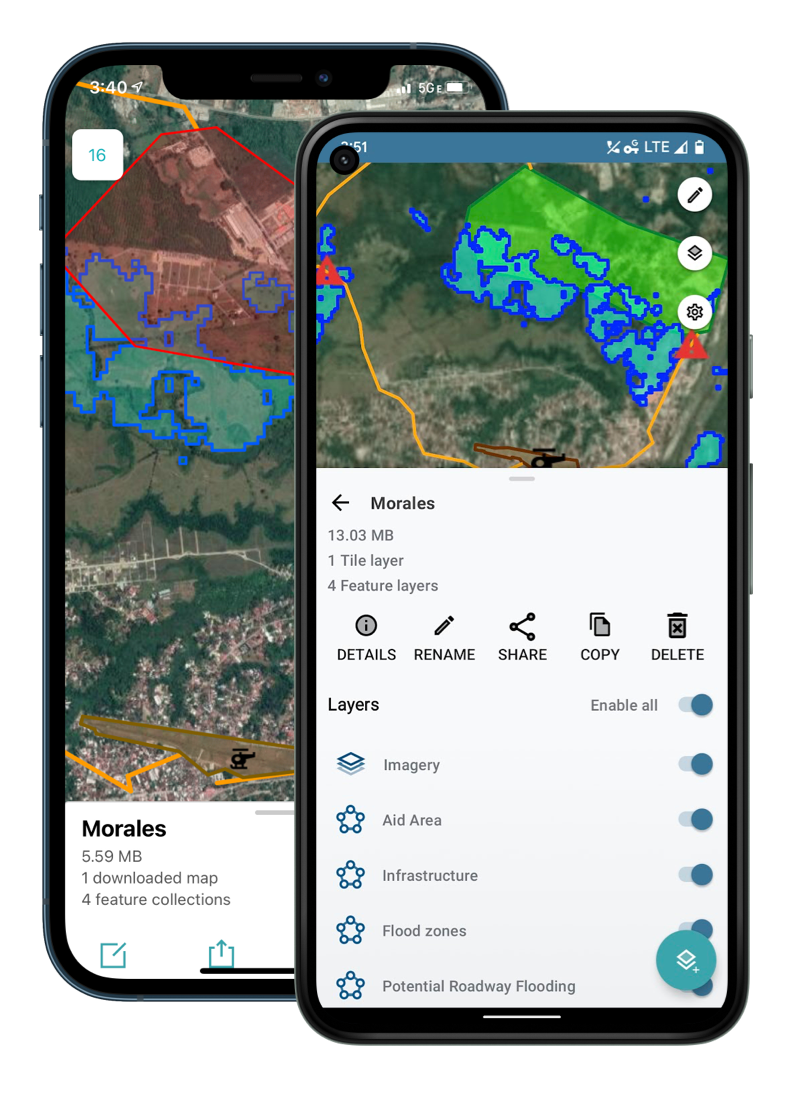 3:40
5GE
16
Morales
5.59 MB
1 downloaded map
4 feature collections
:51
LTE
Morales
13.03 MB
1 Tile layer
4 Feature layers
DETAILS RENAME SHARE COPY DELETE
Layers Enable all
Imagery
Aid Area
Infrastructure
Flood zones
Potential Roadway Flooding